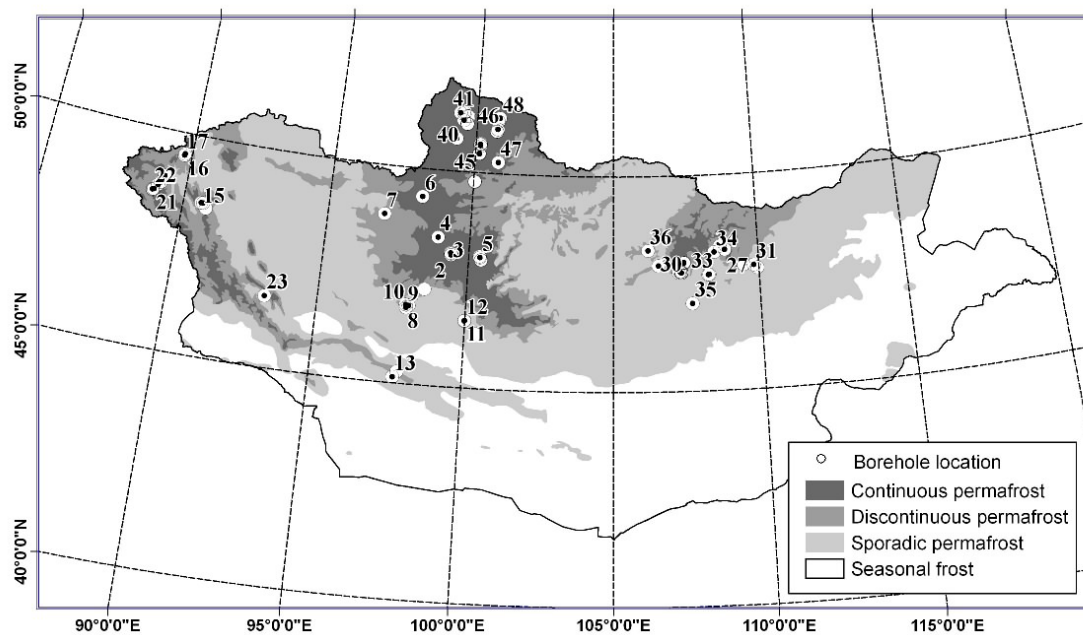 50°0'0"N
45°0'0"N
40°0'0"N
41
46
48
40
45
47
17
16
22
21
15
6
7
4
3
5
2
36
34
33
31
30
27
35
23
10
9
8
12
11
13
Borehole location
Continuous permafrost
Discontinuous permafrost
Sporadic permafrost
Seasonal frost
90°0'0"E
95°0'0"E
100°0'0"E
105°0'0"E
110°0'0"E
115°0'0"E